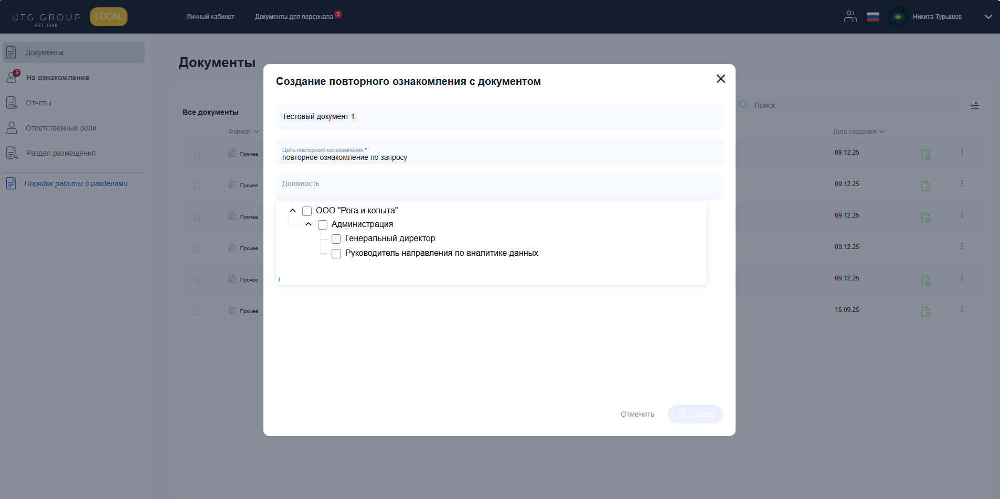 UTG GROUP
EST. 1998
LOCAL
Личный кабинет
Документы для персонала
3
Никита Турышев
Документы
3
На ознакомление
Отчеты
Ответственные роли
Раздел размещения
Порядок работы с разделами
Документы
Все документы
Поиск
Формат
Дата создания
Прочее
09.12.25
Прочее
09.12.25
Прочее
09.12.25
Прочее
09.12.25
Прочее
09.12.25
Прочее
15.09.25
Создание повторного ознакомления с документом
Тестовый документ 1
Цель повторного ознакомления *
повторное ознакомление по запросу
Должность
ООО "Рога и копыта"
Администрация
Генеральный директор
Руководитель направления по аналитике данных
Отменить
Далее